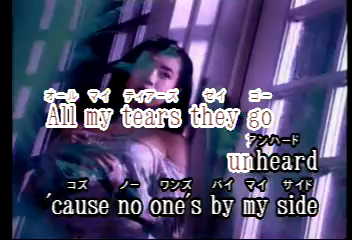 オール マイ ティアーズ ゼイ ゴー
All my tears they go
アンハード
unheard
コズ ノー ワンズ バイ マイ サイド
'cause no one's by my side